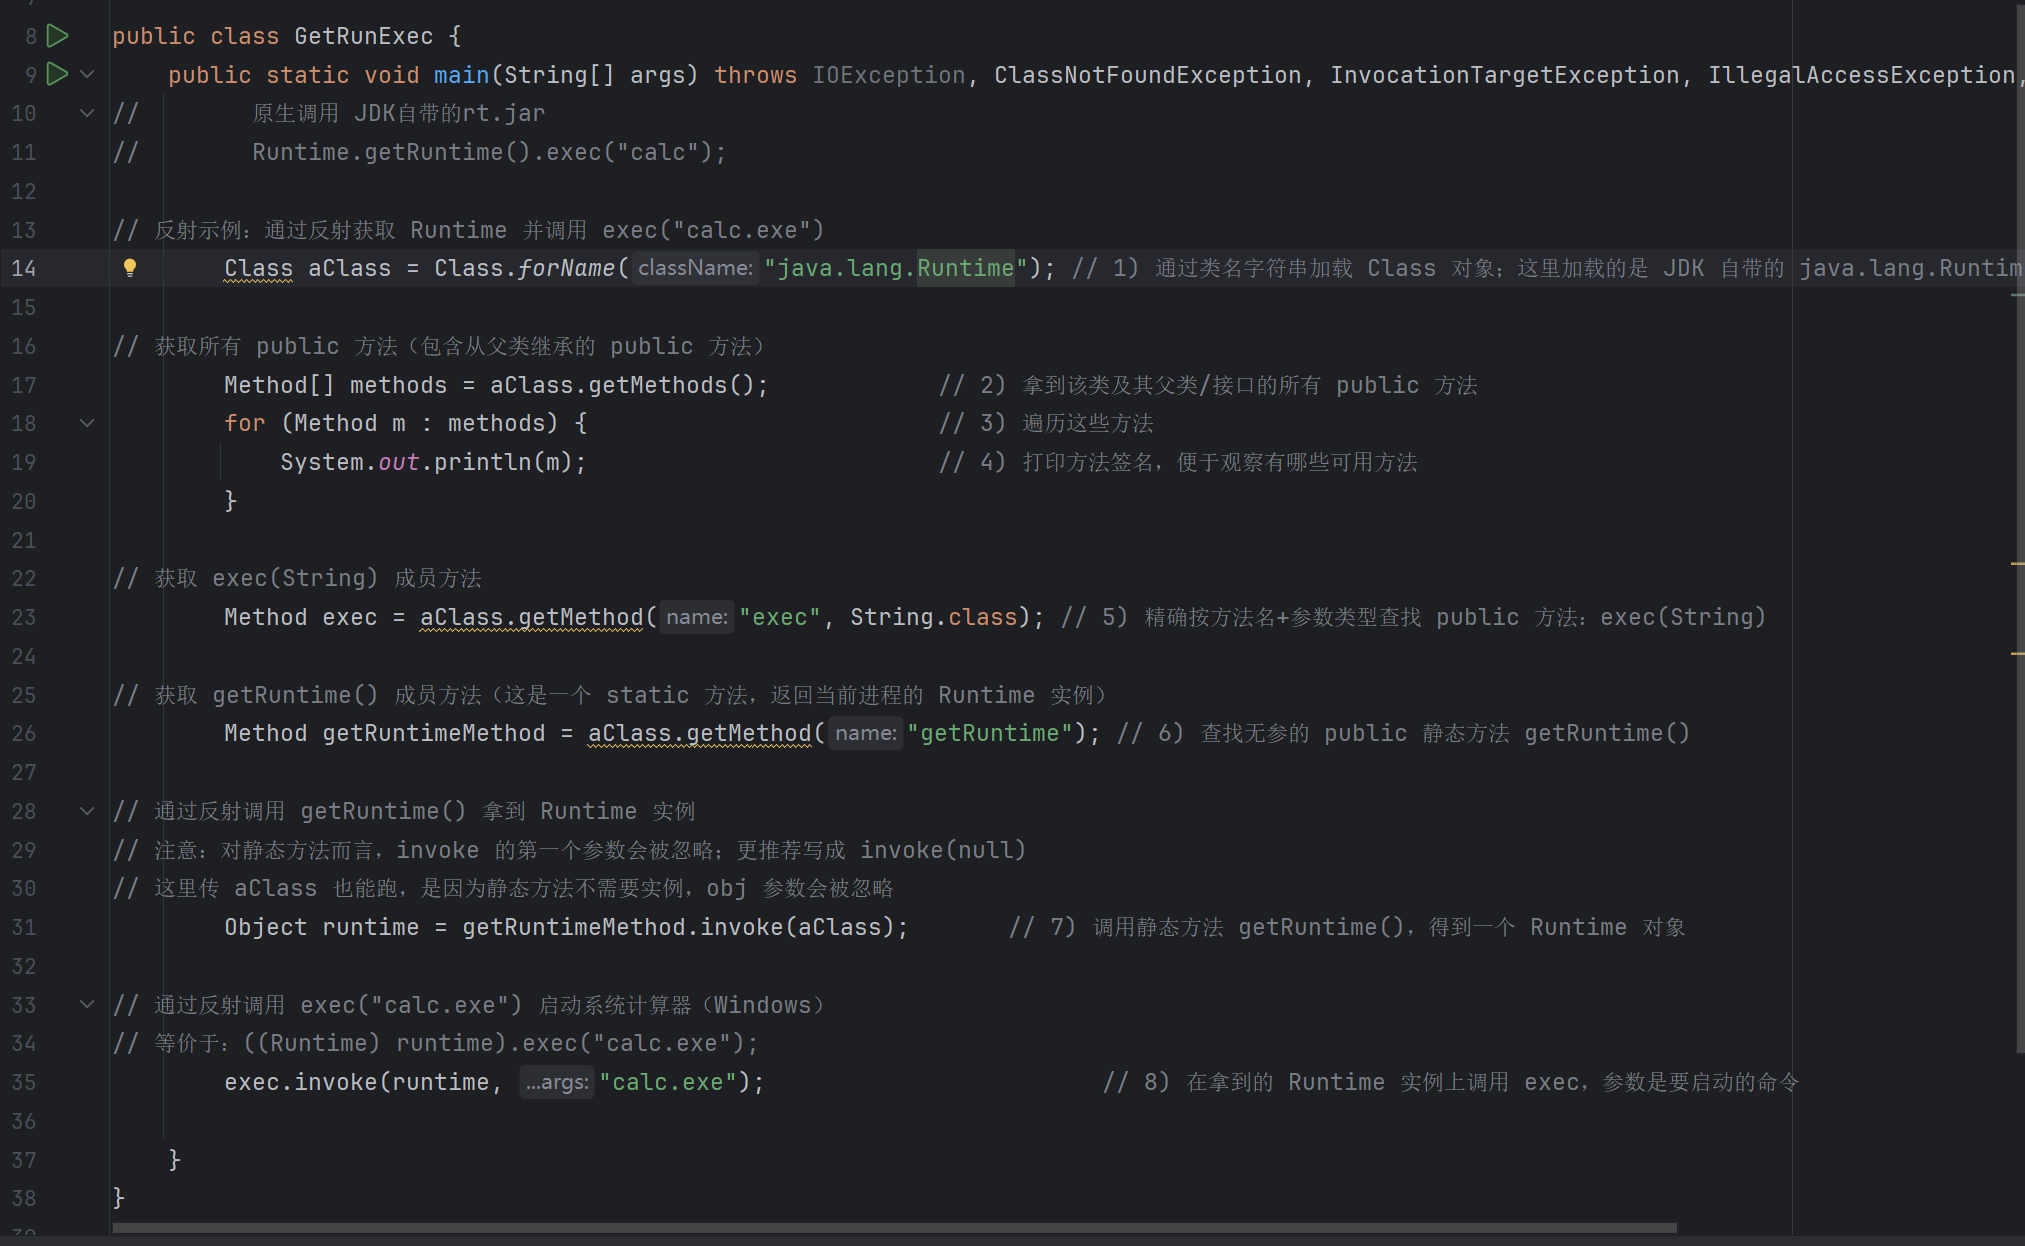 8 public class GetRunExec {
9 public static void main(String[] args) throws IOException, ClassNotFoundException, InvocationTargetException, IllegalAccessException,
10 // 原生调用 JDK自带的rt.jar
11 // Runtime.getRuntime().exec("calc");
12
13 // 反射示例：通过反射获取 Runtime 并调用 exec("calc.exe")
14 Class aClass = Class.forName( className: "java.lang.Runtime"); // 1) 通过类名字符串加载 Class 对象；这里加载的是 JDK 自带的 java.lang.Runtim
15
16 // 获取所有 public 方法（包含从父类继承的 public 方法）
17 Method[] methods = aClass.getMethods(); // 2) 拿到该类及其父类/接口的所有 public 方法
18 for (Method m : methods) { // 3) 遍历这些方法
19 System.out.println(m); // 4) 打印方法签名，便于观察有哪些可用方法
20 }
21
22 // 获取 exec(String) 成员方法
23 Method exec = aClass.getMethod( name: "exec", String.class); // 5) 精确按方法名+参数类型查找 public 方法：exec(String)
24
25 // 获取 getRuntime() 成员方法（这是一个 static 方法，返回当前进程的 Runtime 实例）
26 Method getRuntimeMethod = aClass.getMethod( name: "getRuntime"); // 6) 查找无参的 public 静态方法 getRuntime()
27
28 // 通过反射调用 getRuntime() 拿到 Runtime 实例
29 // 注意：对静态方法而言，invoke 的第一个参数会被忽略；更推荐写成 invoke(null)
30 // 这里传 aClass 也能跑，是因为静态方法不需要实例，obj 参数会被忽略
31 Object runtime = getRuntimeMethod.invoke(aClass); // 7) 调用静态方法 getRuntime()，得到一个 Runtime 对象
32
33 // 通过反射调用 exec("calc.exe") 启动系统计算器（Windows）
34 // 等价于：((Runtime) runtime).exec("calc.exe");
35 exec.invoke(runtime, ...args: "calc.exe"); // 8) 在拿到的 Runtime 实例上调用 exec，参数是要启动的命令
36
37 }
38 }